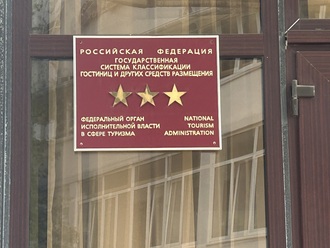 РОССИЙСКАЯ ФЕДЕРАЦИЯ
ГОСУДАРСТВЕННАЯ
СИСТЕМА КЛАССИФИКАЦИИ
ГОСТИНИЦ И ДРУГИХ СРЕДСТВ РАЗМЕЩЕНИЯ
ФЕДЕРАЛЬНЫЙ ОРГАН
ИСПОЛНИТЕЛЬНОЙ ВЛАСТИ
В СФЕРЕ ТУРИЗМА
NATIONAL
TOURISM
ADMINISTRATION